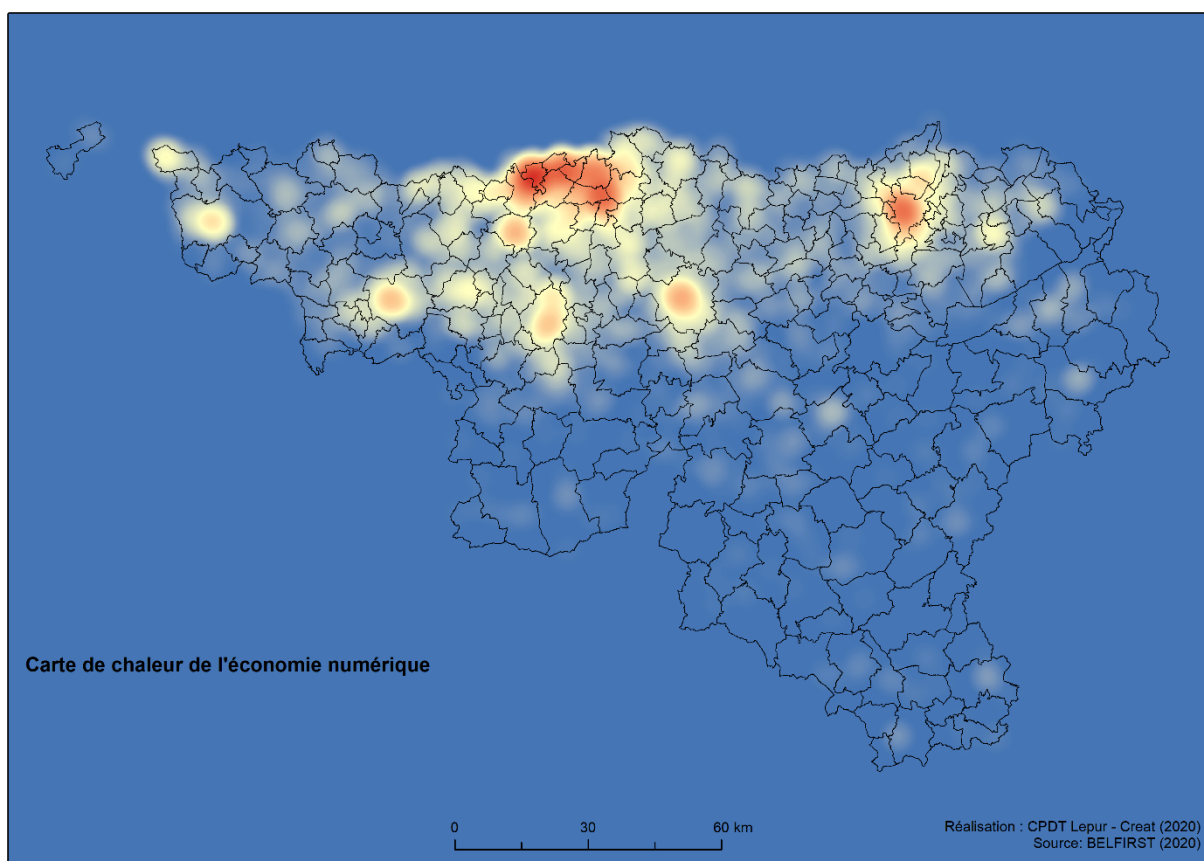 Carte de chaleur de l'économie numérique
0 30 60 km
Réalisation : CPDT Lepur - Creat (2020)
Source: BELFIRST (2020)